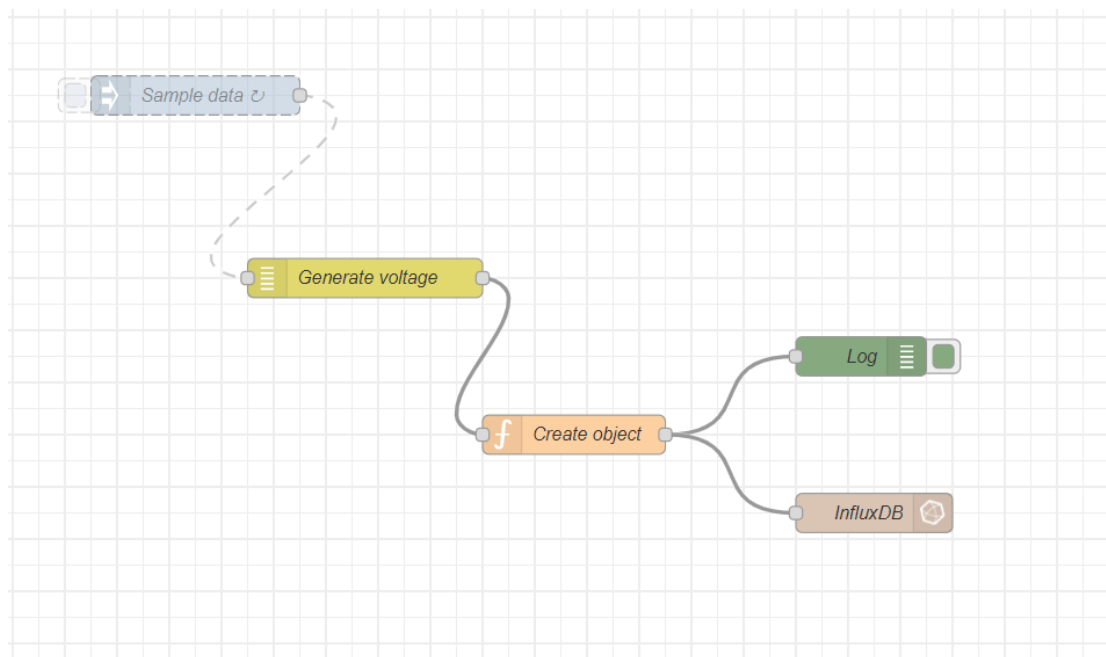 Sample data ↻
Generate voltage
Log
Create object
InfluxDB